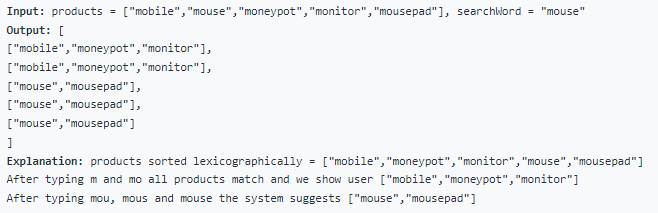 Input: products = ["mobile","mouse","moneypot","monitor","mousepad"], searchWord = "mouse"
Output: [
["mobile","moneypot","monitor"],
["mobile","moneypot","monitor"],
["mouse","mousepad"],
["mouse","mousepad"],
["mouse","mousepad"]
]
Explanation: products sorted lexicographically = ["mobile","moneypot","monitor","mouse","mousepad"]
After typing m and mo all products match and we show user ["mobile","moneypot","monitor"]
After typing mou, mous and mouse the system suggests ["mouse","mousepad"]